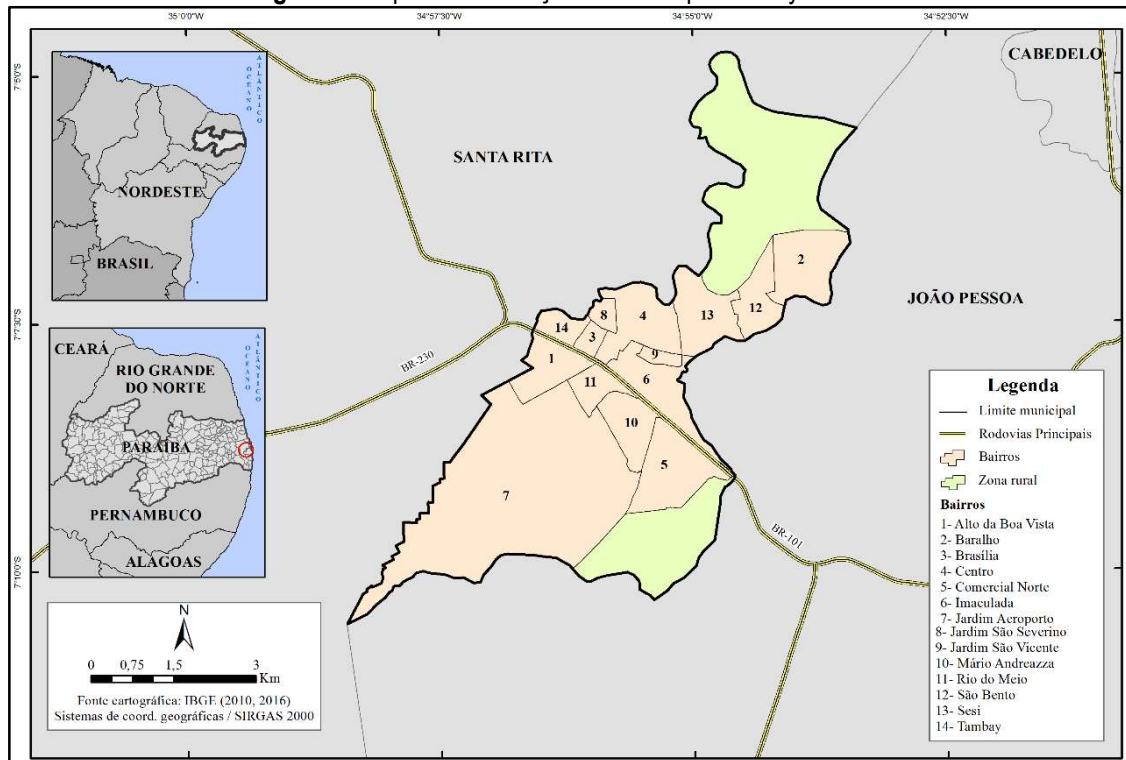 35°0'0"W
34°57'30"W
34°55'0"W
34°52'30"W
7°5'0"S
7°7'30"S
7°10'0"S
OCEANO
ATLÂNTICO
NORDESTE
BRASIL
CEARÁ
RIO GRANDE
DO NORTE
OCEANO
ATLÂNTICO
PARAÍBA
PERNAMBUCO
ALAGOAS
N
0 0,75 1,5 3
Km
Fonte cartográfica: IBGE (2010, 2016)
Sistemas de coord. geográficas / SIRGAS 2000
CABEDELO
SANTA RITA
JOÃO PESSOA
BR-230
BR-101
2
12
13
4
8
14
3
9
1
6
11
10
5
7
Legenda
Limite municipal
Rodovias Principais
Bairros
Zona rural
Bairros
1- Alto da Boa Vista
2- Baralho
3- Brasília
4- Centro
5- Comercial Norte
6- Imaculada
7- Jardim Aeroporto
8- Jardim São Severino
9- Jardim São Vicente
10- Mário Andreazza
11- Rio do Meio
12- São Bento
13- Sesi
14- Tambay